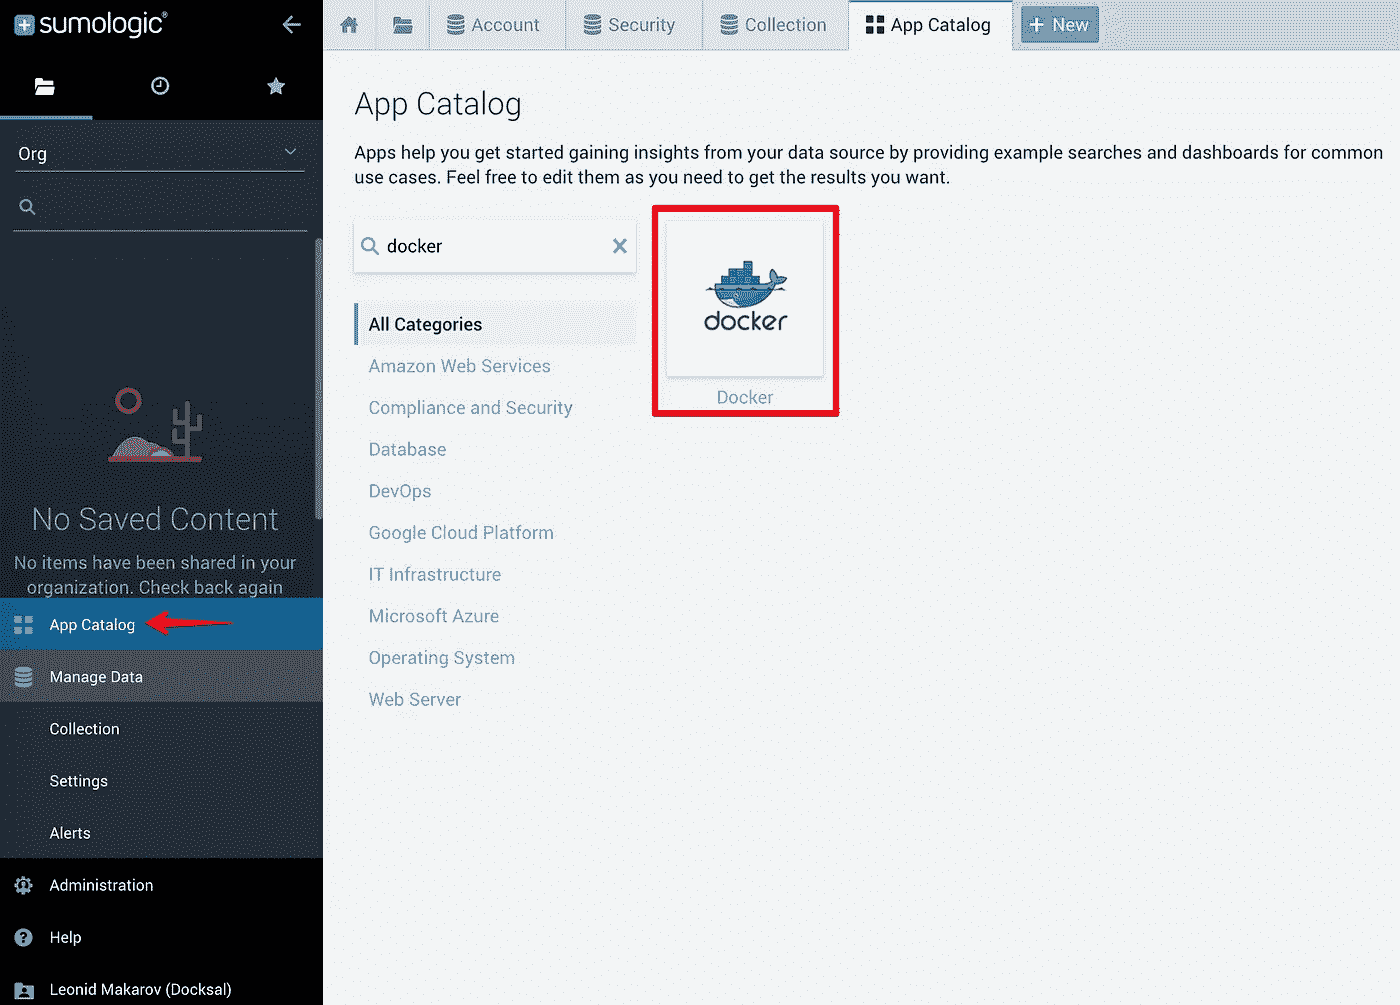 sumologic®
Org
No Saved Content
No items have been shared in your
organization. Check back again
App Catalog
Manage Data
Collection
Settings
Alerts
Administration
Help
Leonid Makarov (Docksal)
Account
Security
Collection
App Catalog
+ New
App Catalog
Apps help you get started gaining insights from your data source by providing example searches and dashboards for common
use cases. Feel free to edit them as you need to get the results you want.
docker
All Categories
Amazon Web Services
Compliance and Security
Database
DevOps
Google Cloud Platform
IT Infrastructure
Microsoft Azure
Operating System
Web Server
docker
Docker